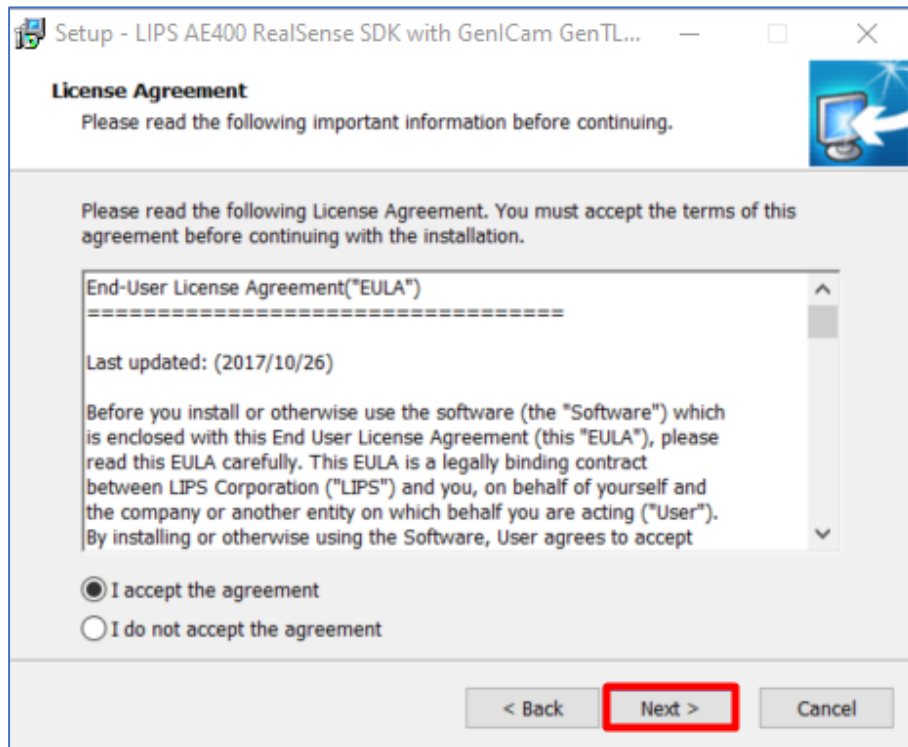 Setup - LIPS AE400 RealSense SDK with GenICam GenTL...
License Agreement
Please read the following important information before continuing.
Please read the following License Agreement. You must accept the terms of this
agreement before continuing with the installation.
End-User License Agreement("EULA")
====================================
Last updated: (2017/10/26)
Before you install or otherwise use the software (the "Software") which
is enclosed with this End User License Agreement (this "EULA"), please
read this EULA carefully. This EULA is a legally binding contract
between LIPS Corporation ("LIPS") and you, on behalf of yourself and
the company or another entity on which behalf you are acting ("User").
By installing or otherwise using the Software, User agrees to accept
I accept the agreement
I do not accept the agreement
< Back
Next >
Cancel